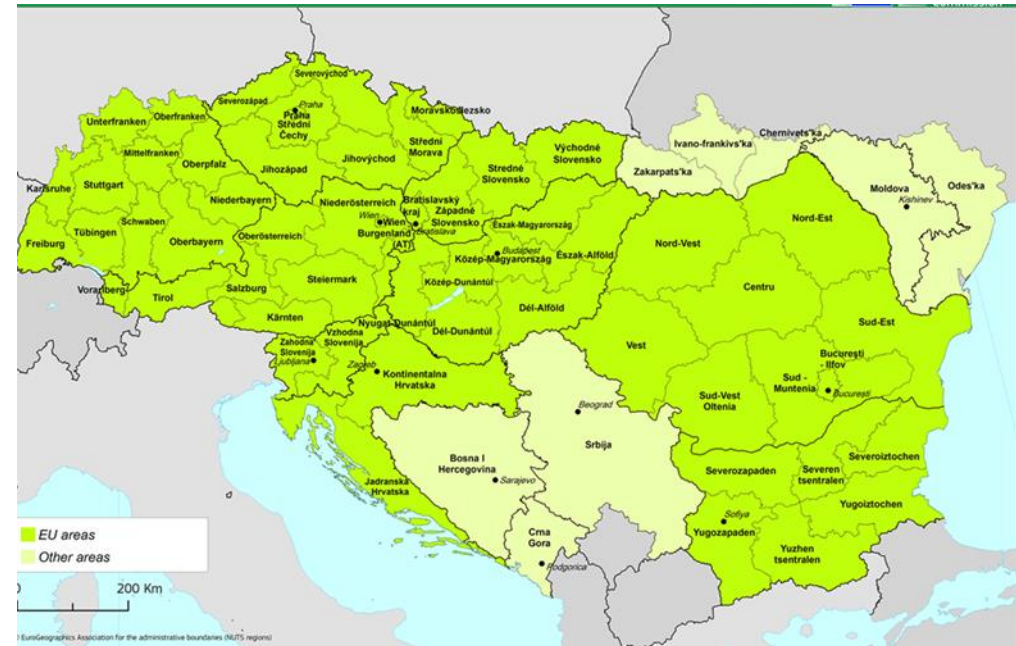 Severovýchod
Severozápad
Praha
Praha
Střední
Čechy
Moravskoslezsko
Unterfranken
Oberfranken
Střední
Morava
Mittelfranken
Oberpfalz
Jihozápad
Jihovýchod
Východné
Slovensko
Stredné
Slovensko
Karlsruhe
Stuttgart
Niederbayern
Niederösterreich
Bratislavský
kraj
Západné
Slovensko
Wien
Wien
Bratislava
Burgenland
(AT)
Schwaben
Tübingen
Oberbayern
Oberösterreich
Freiburg
Vorarlberg
Tirol
Salzburg
Steiermark
Kärnten
Észak-Magyarország
Budapest
Közép-Magyarország
Észak-Alföld
Közép-Dunántúl
Dél-Alföld
Nyugat-Dunántúl
Dél-Dunántúl
Vzhodna
Slovenija
Zahodna
Slovenija
Ljubljana
Zagreb
Kontinentalna
Hrvatska
Jadranska
Hrvatska
Zakarpats'ka
Ivano-frankivs'ka
Chernivets'ka
Moldova
Kishinev
Odes'ka
Nord-Vest
Nord-Est
Centru
Vest
Sud-Est
Bucureşti
- Ilfov
Sud -
Muntenia
Bucureşti
Sud-Vest
Oltenia
Beograd
Srbija
Bosna I
Hercegovina
Sarajevo
Crna
Gora
Podgorica
Severozapaden
Severen
tsentralen
Severoiztochen
Sofiya
Yugozapaden
Yugoiztochen
Yuzhen
tsentralen
EU areas
Other areas
0 200 Km
© EuroGeographics Association for the administrative boundaries (NUTS regions)